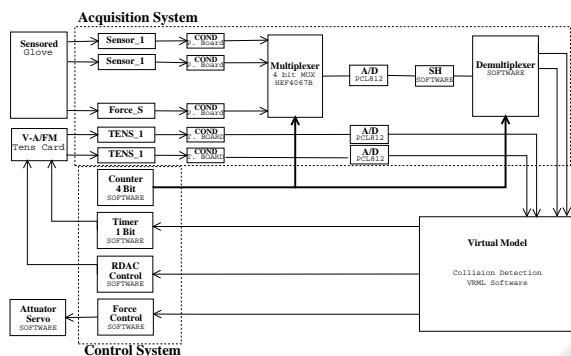 Acquisition System
Sensored
Glove
Sensor_1
COND
P. Board
Sensor_1
COND
P. Board
Multiplexer
4 bit MUX
HEF4067B
A/D
PCL812
SH
SOFTWARE
Demultiplexer
SOFTWARE
Force_S
COND
P. Board
V-A/FM
Tens Card
TENS_1
COND
T. BOARD
A/D
PCL812
TENS_1
COND
T. BOARD
A/D
PCL812
Counter
4 Bit
SOFTWARE
Timer
1 Bit
SOFTWARE
Virtual Model
Collision Detection
VRML Software
RDAC
Control
SOFTWARE
Attuator
Servo
SOFTWARE
Force
Control
SOFTWARE
Control System